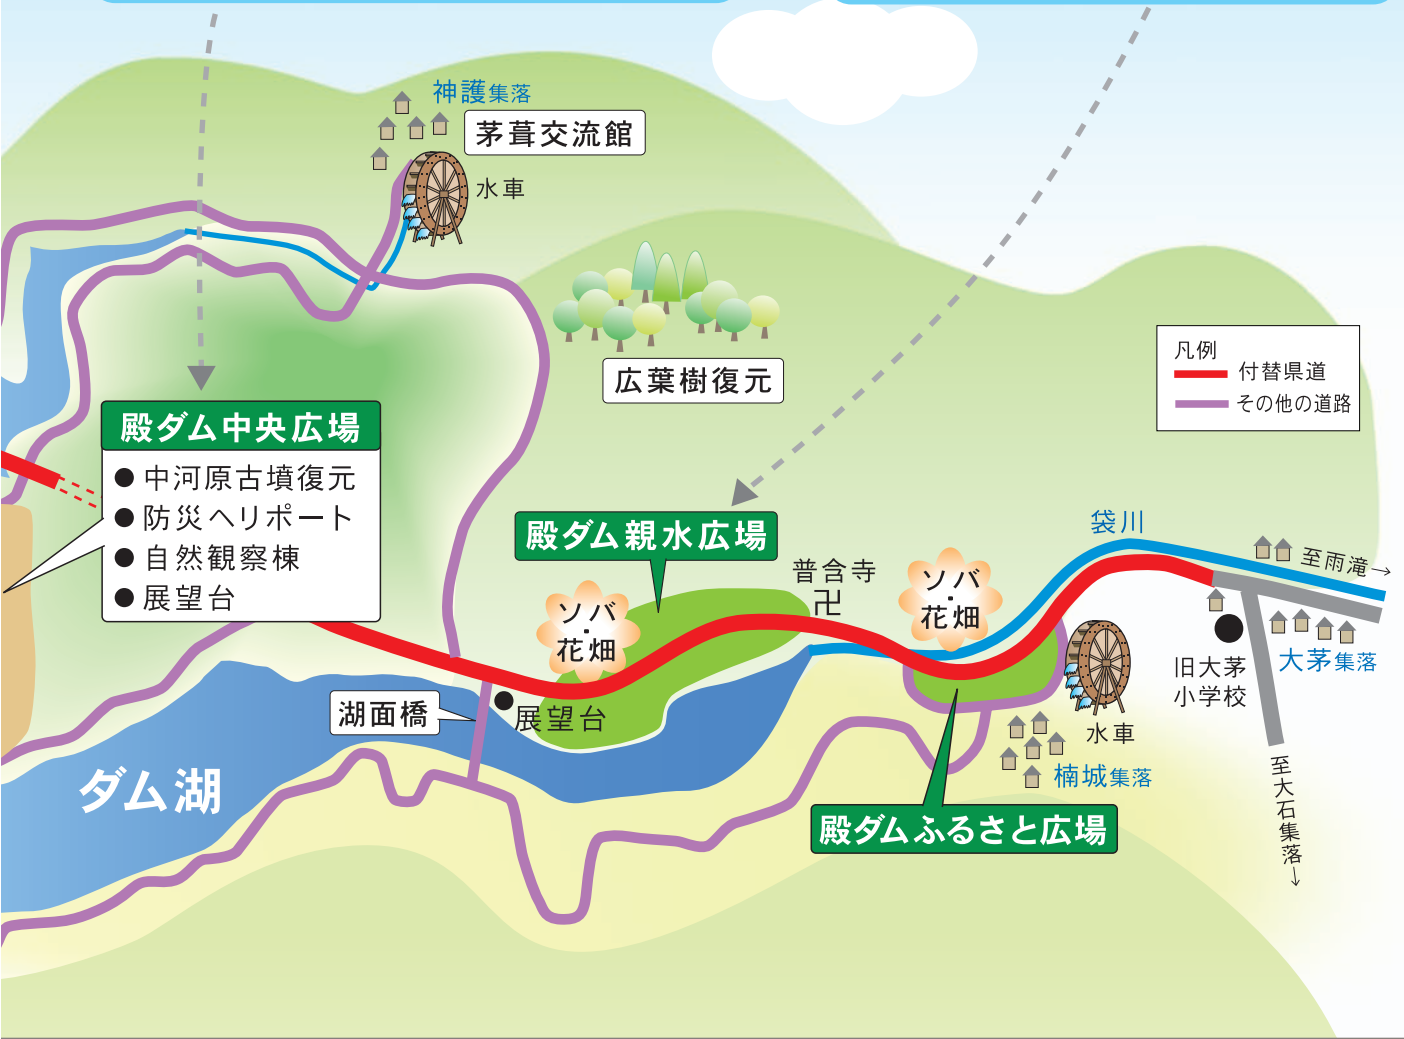 神護集落
茅葺交流館
水車
広葉樹復元
凡例
付替県道
その他の道路
殿ダム中央広場
●中河原古墳復元
●防災ヘリポート
●自然観察棟
●展望台
殿ダム親水広場
普含寺
卍
袋川
至雨滝→
ソバ
・
花畑
ソバ
・
花畑
旧大茅
小学校
大茅集落
湖面橋
展望台
水車
楠城集落
ダム湖
殿ダムふるさと広場
至大石集落→